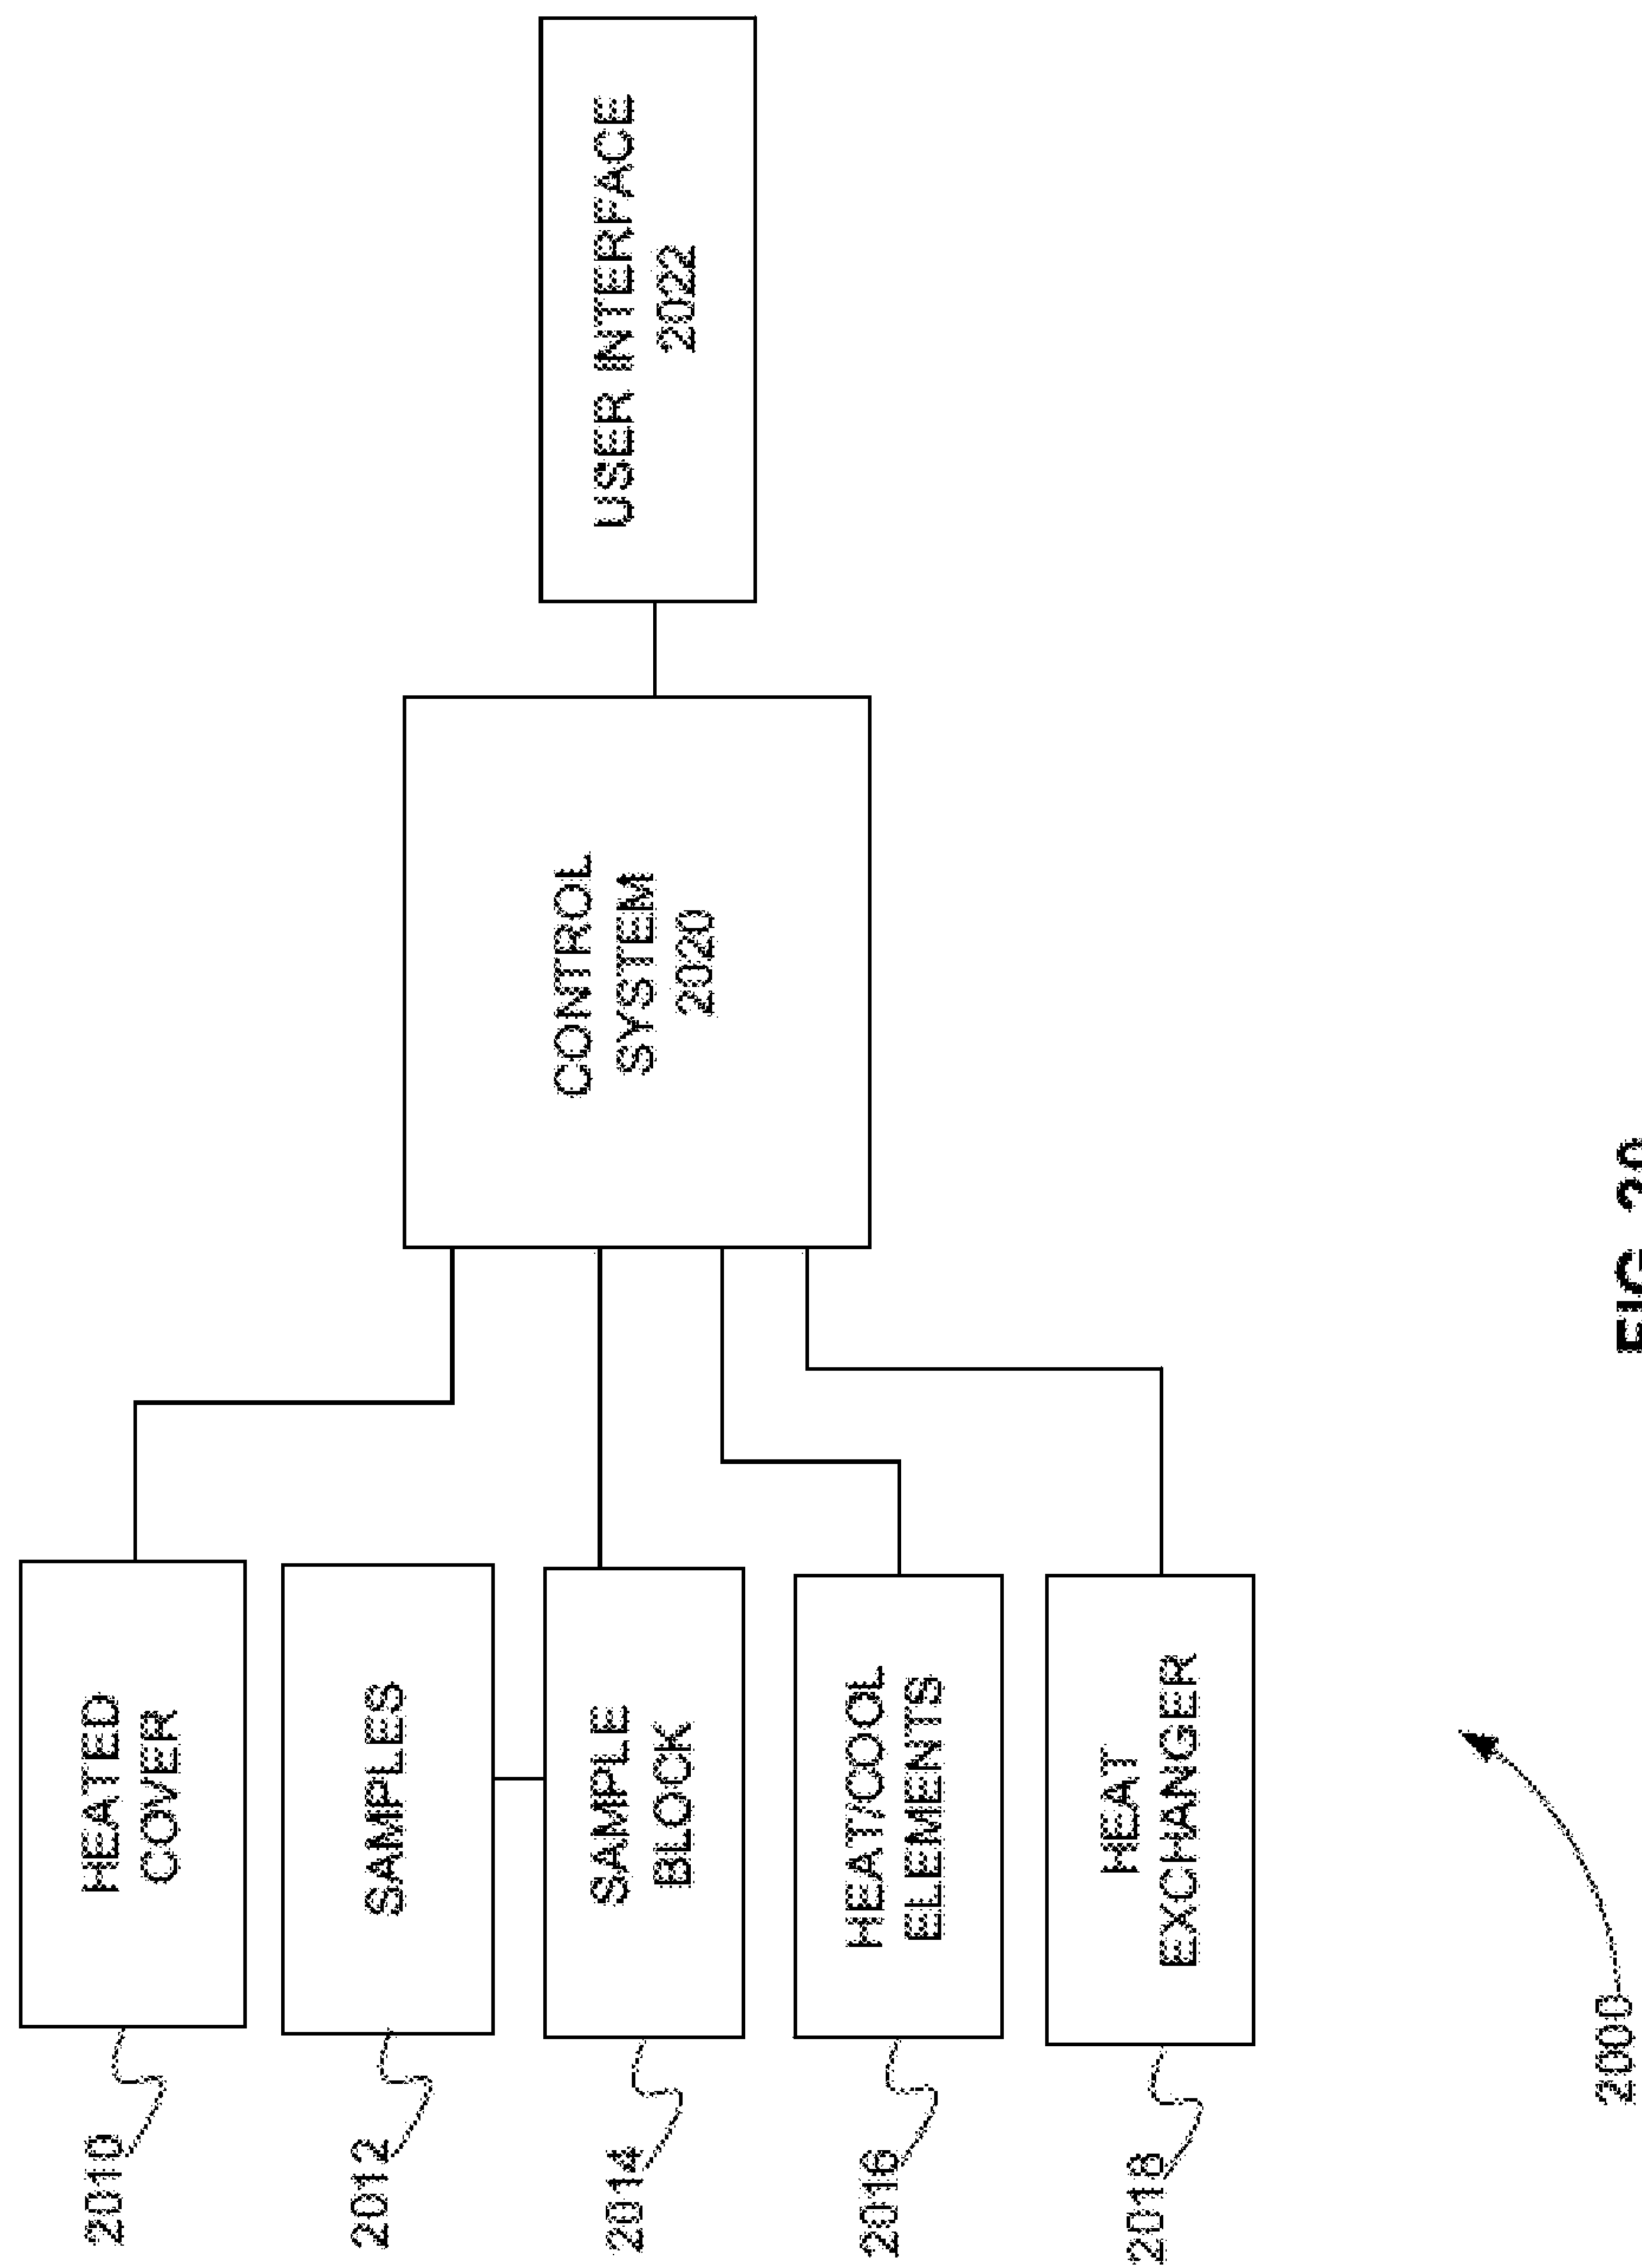 2010
HEATED
COVER
2012
SAMPLES
2014
SAMPLE
BLOCK
2016
HEAT/COOL
ELEMENTS
2018
HEAT
EXCHANGER
CONTROL
SYSTEM
2020
USER INTERFACE
2022
2000
FIG